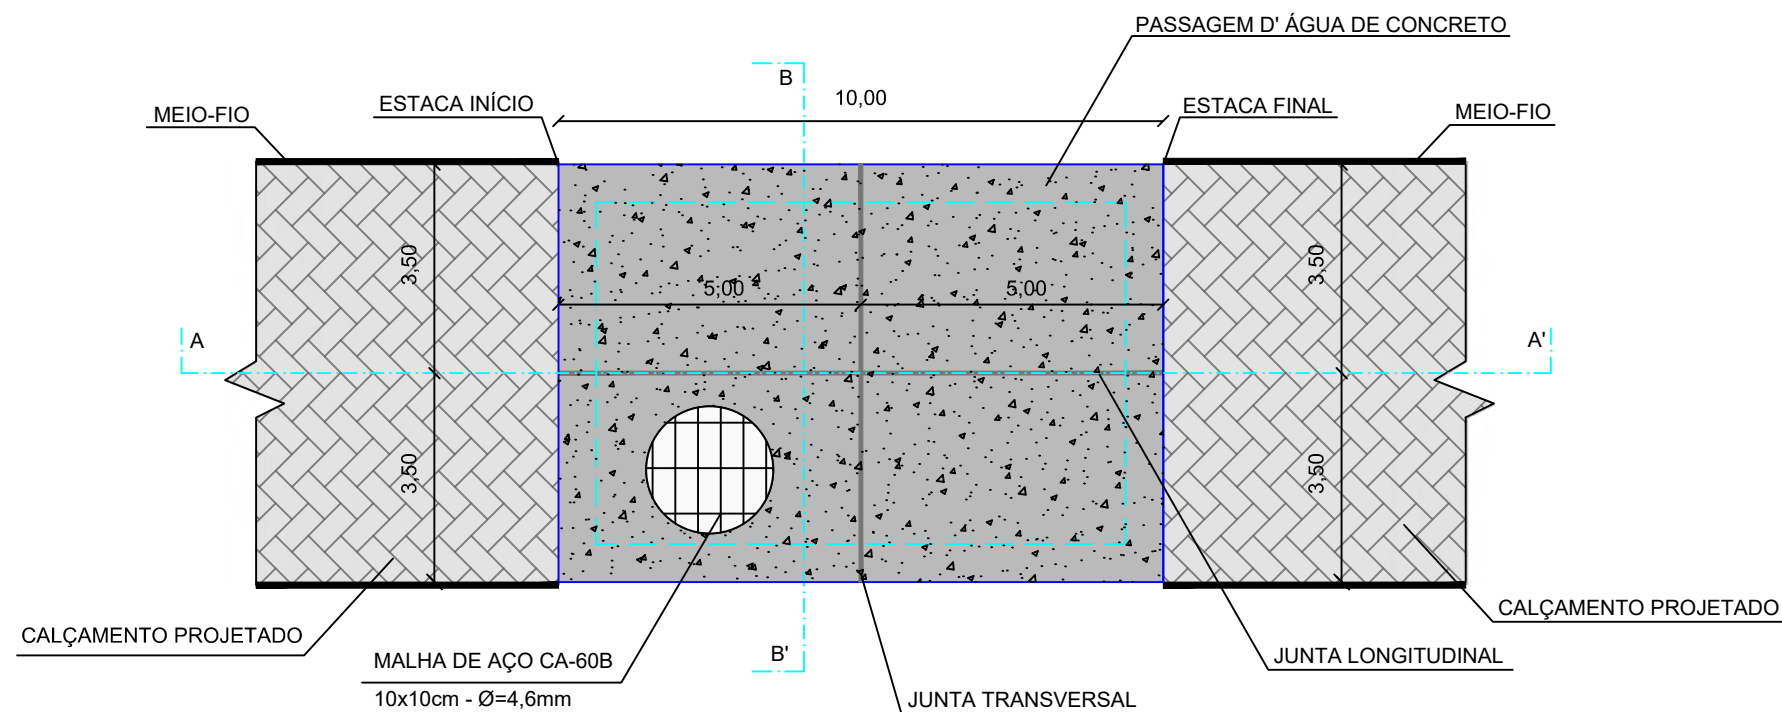 PASSAGEM D' ÁGUA DE CONCRETO
B
10,00
MEIO-FIO
ESTACA INÍCIO
ESTACA FINAL
MEIO-FIO
3,50
3,50
5,00
5,00
A
A'
3,50
3,50
CALÇAMENTO PROJETADO
CALÇAMENTO PROJETADO
MALHA DE AÇO CA-60B
10x10cm - Ø=4,6mm
B'
JUNTA LONGITUDINAL
JUNTA TRANSVERSAL